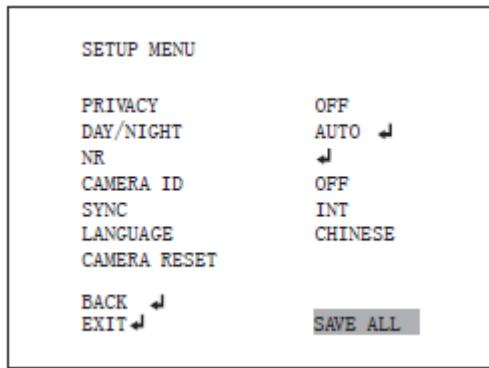 SETUP MENU
PRIVACY OFF
DAY/NIGHT AUTO ↲
NR ↲
CAMERA ID OFF
SYNC INT
LANGUAGE CHINESE
CAMERA RESET
BACK ↲
EXIT↲ SAVE ALL